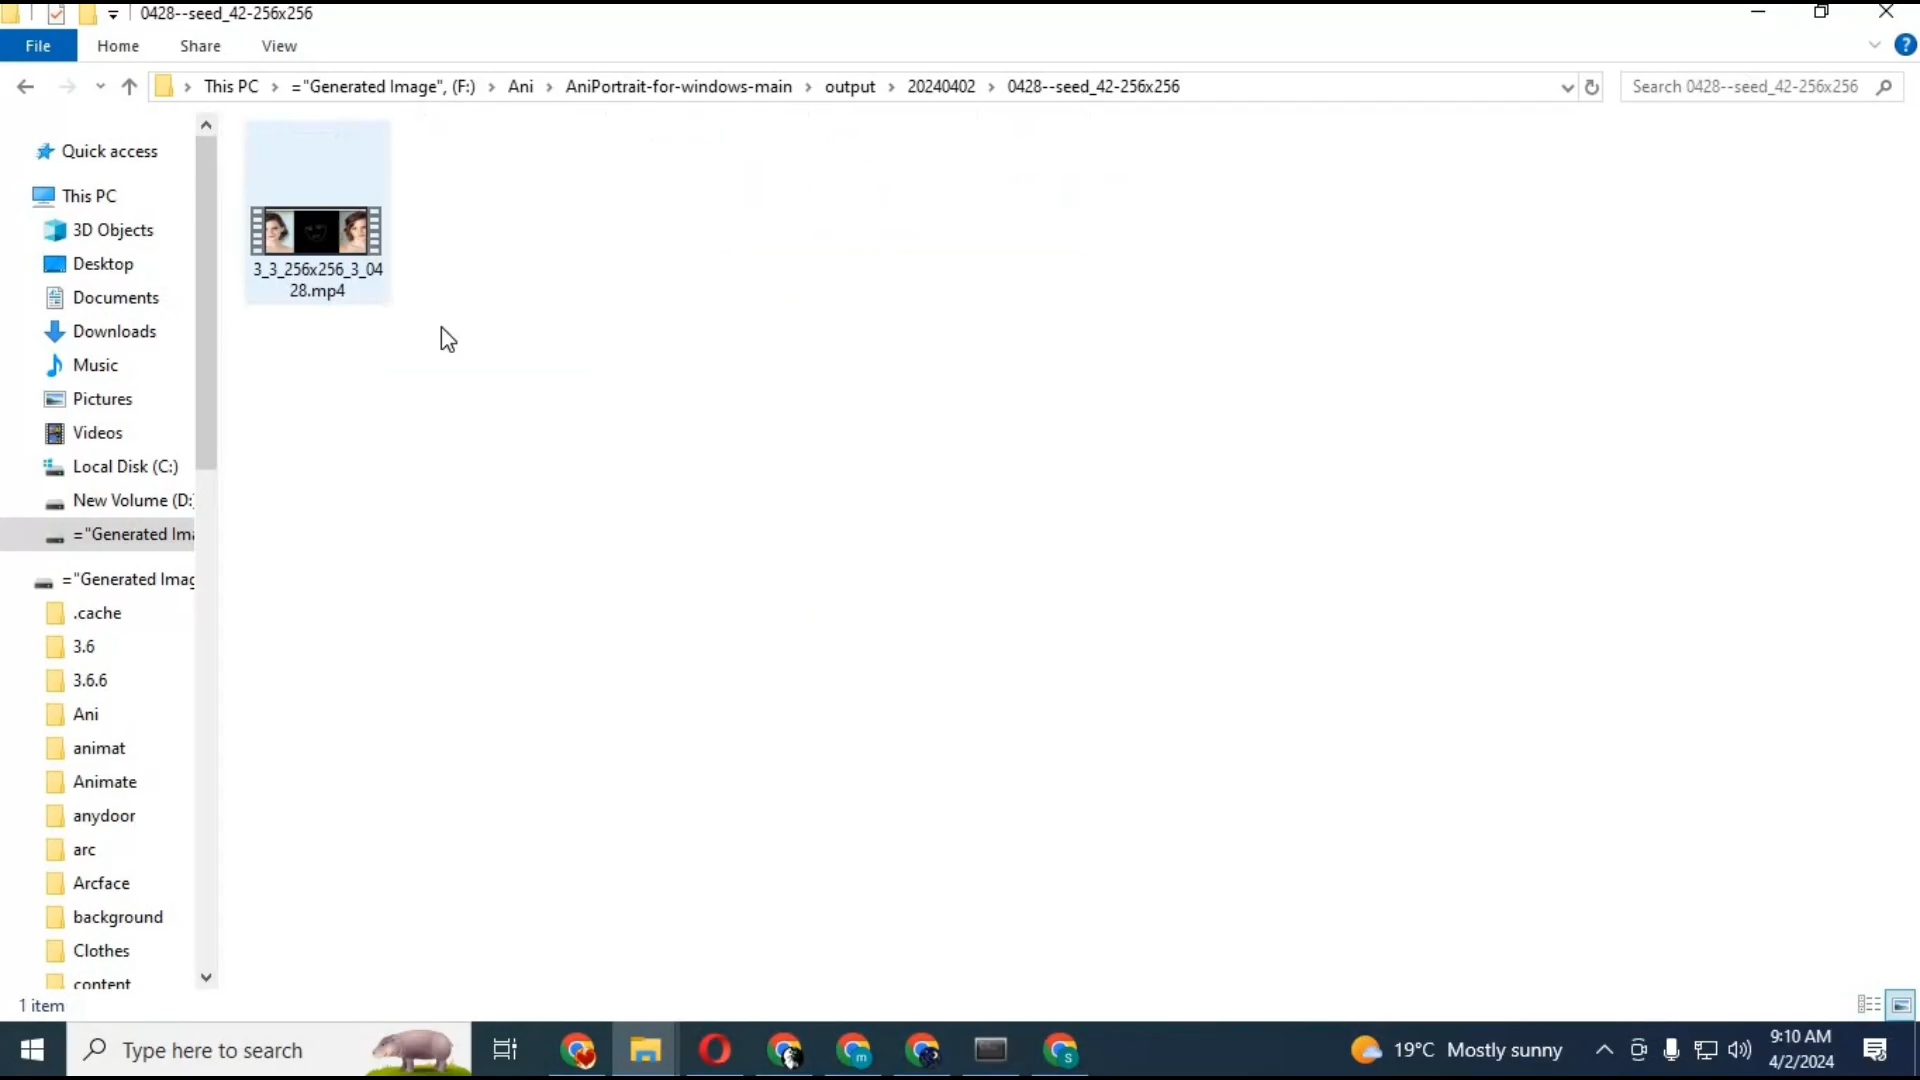 0428--seed_42-256x256
File Home Share View
This PC ="Generated Image", (F:) Ani AniPortrait-for-windows-main output 20240402 0428--seed_42-256x256
Search 0428--seed_42-256x256
Quick access
This PC
3D Objects
Desktop
Documents
Downloads
Music
Pictures
Videos
Local Disk (C:)
New Volume (D:)
="Generated Ima
="Generated Imag
.cache
3.6
3.6.6
Ani
animat
Animate
anydoor
arc
Arcface
background
Clothes
content
3_3_256x256_3_04
28.mp4
1 item
Type here to search
m
S
19°C Mostly sunny
9:10 AM
4/2/2024